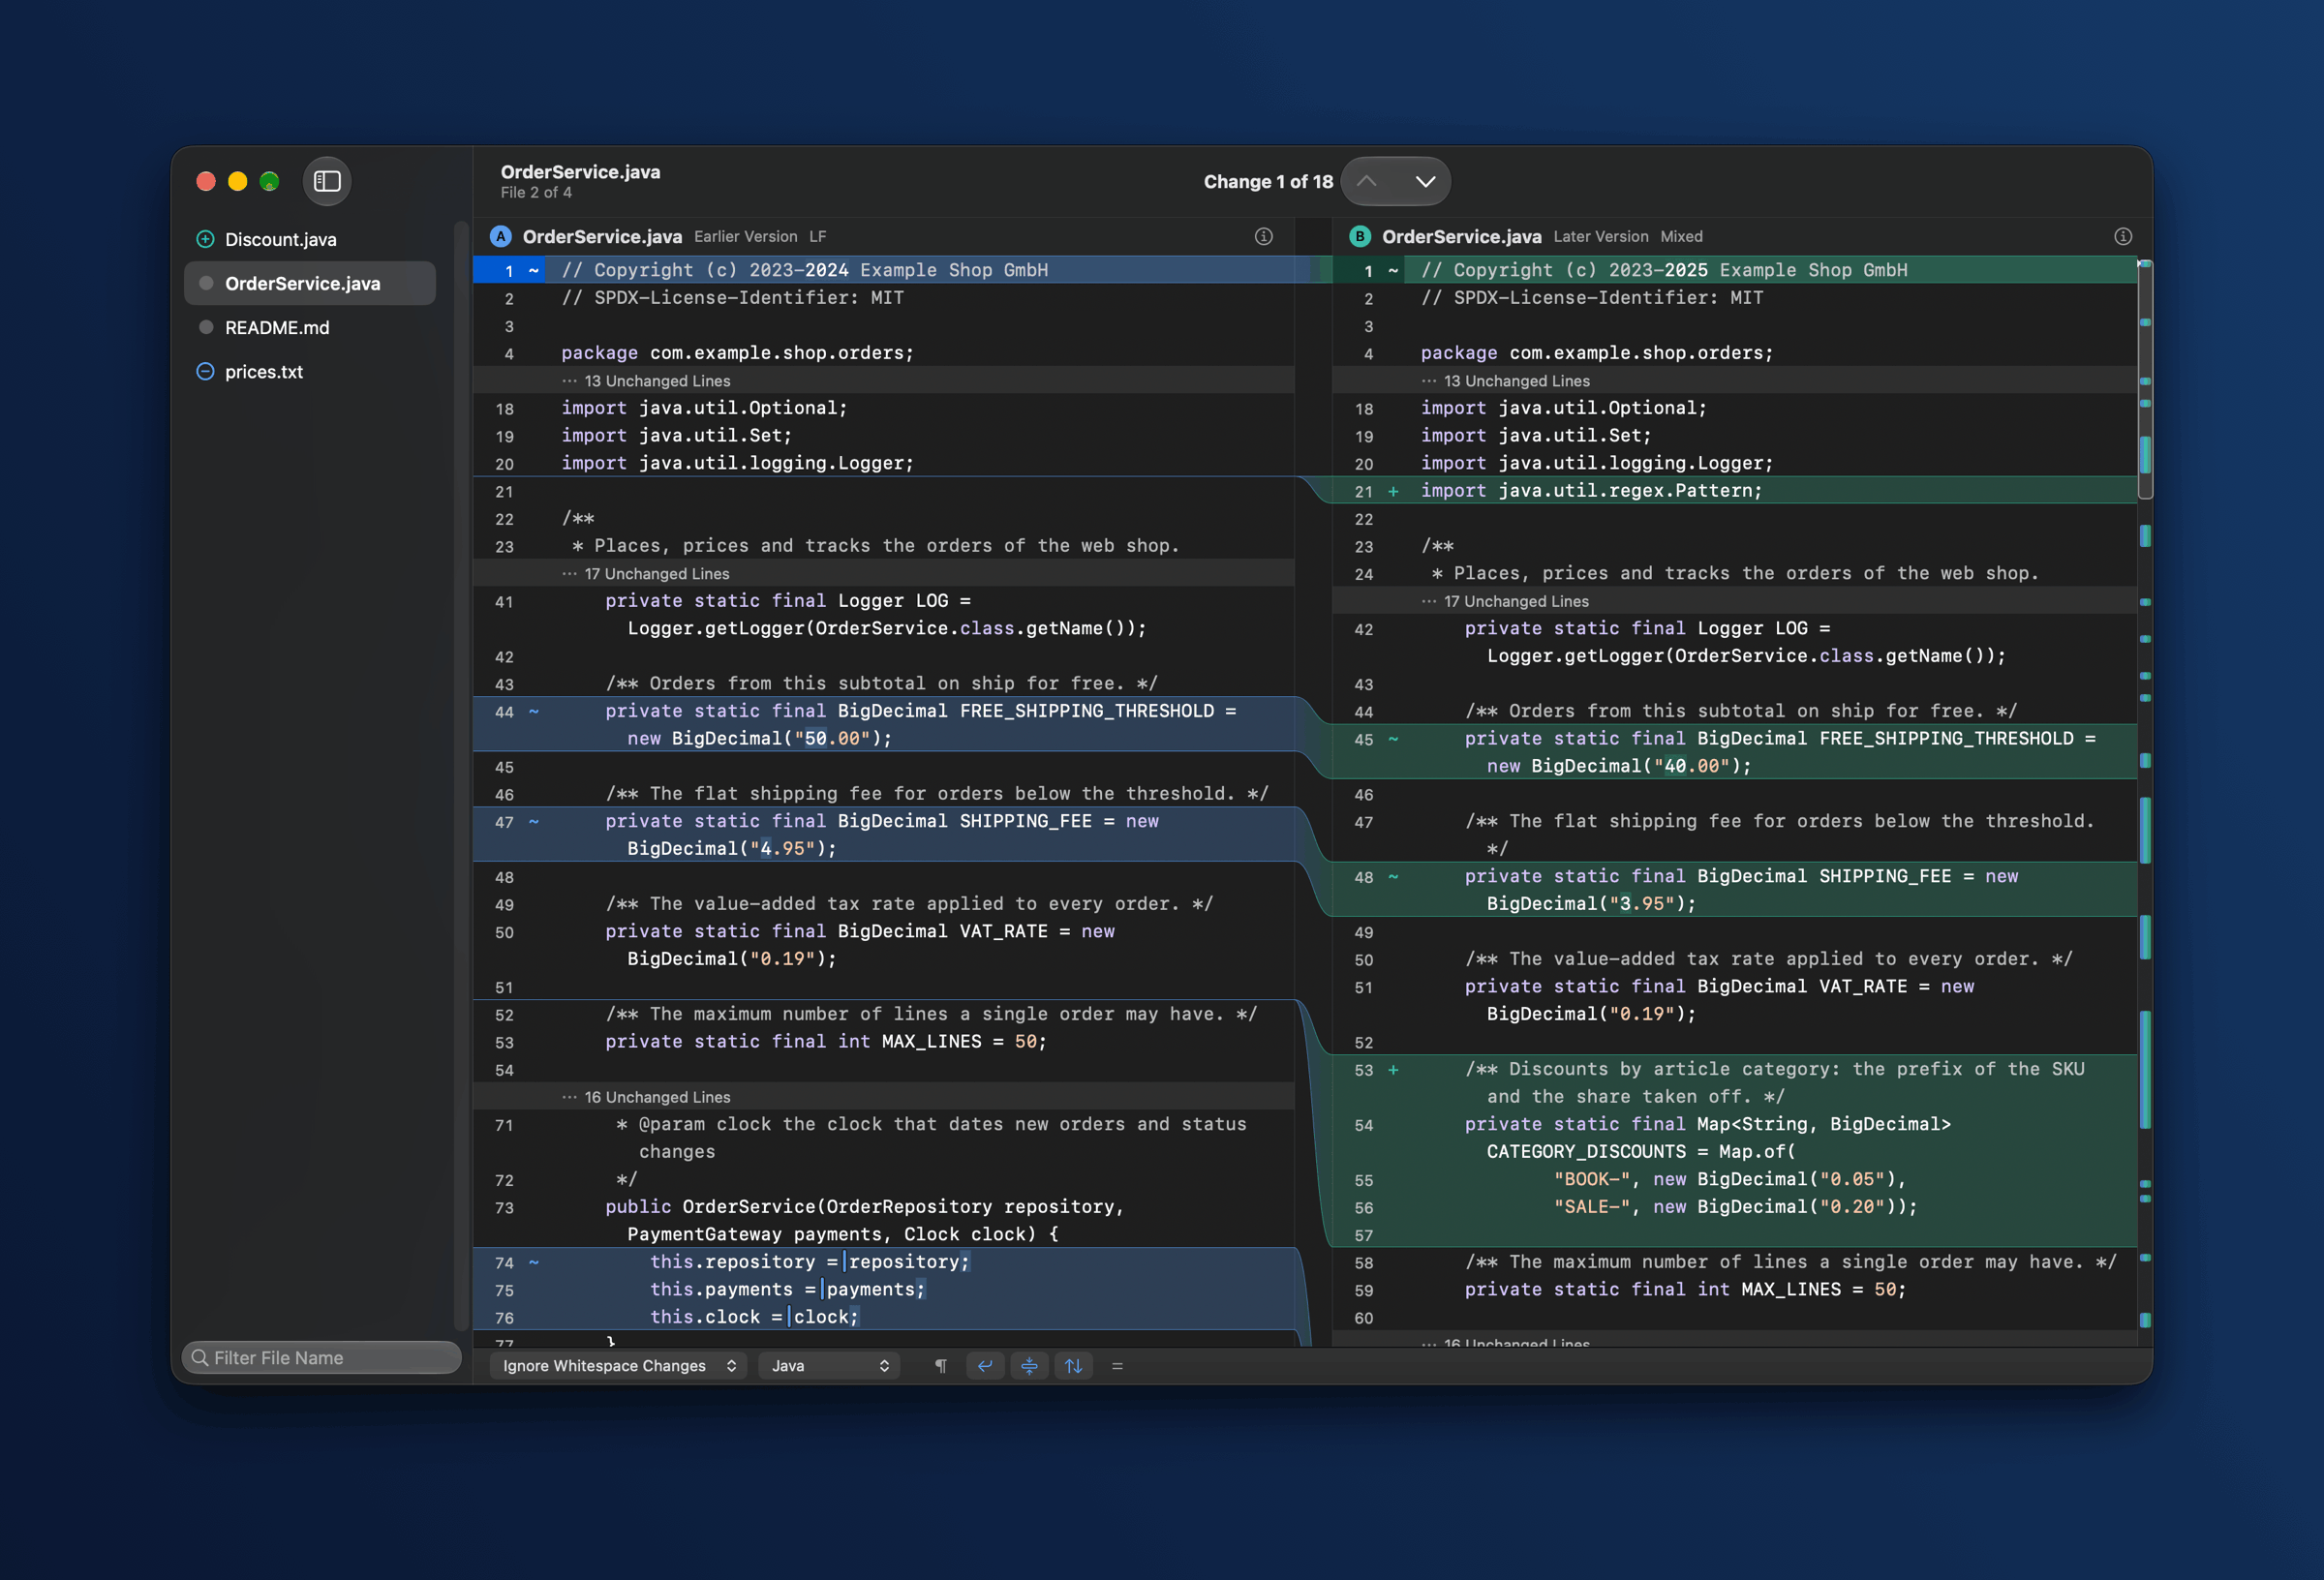 OrderService.java
File 2 of 4
Change 1 of 18
Discount.java
OrderService.java
README.md
prices.txt
Filter File Name
A OrderService.java Earlier Version LF
1 ~ // Copyright (c) 2023-2024 Example Shop GmbH
2 // SPDX-License-Identifier: MIT
3
4 package com.example.shop.orders;
··· 13 Unchanged Lines
18 import java.util.Optional;
19 import java.util.Set;
20 import java.util.logging.Logger;
21
22 /**
23 * Places, prices and tracks the orders of the web shop.
··· 17 Unchanged Lines
41 private static final Logger LOG =
Logger.getLogger(OrderService.class.getName());
42
43 /** Orders from this subtotal on ship for free. */
44 ~ private static final BigDecimal FREE_SHIPPING_THRESHOLD =
new BigDecimal("50.00");
45
46 /** The flat shipping fee for orders below the threshold. */
47 ~ private static final BigDecimal SHIPPING_FEE = new
BigDecimal("4.95");
48
49 /** The value-added tax rate applied to every order. */
50 private static final BigDecimal VAT_RATE = new
BigDecimal("0.19");
51
52 /** The maximum number of lines a single order may have. */
53 private static final int MAX_LINES = 50;
54
··· 16 Unchanged Lines
71 * @param clock the clock that dates new orders and status
changes
72 */
73 public OrderService(OrderRepository repository,
PaymentGateway payments, Clock clock) {
74 ~ this.repository = repository;
75 this.payments = payments;
76 this.clock = clock;
77 }
B OrderService.java Later Version Mixed
1 ~ // Copyright (c) 2023-2025 Example Shop GmbH
2 // SPDX-License-Identifier: MIT
3
4 package com.example.shop.orders;
··· 13 Unchanged Lines
18 import java.util.Optional;
19 import java.util.Set;
20 import java.util.logging.Logger;
21 + import java.util.regex.Pattern;
22
23 /**
24 * Places, prices and tracks the orders of the web shop.
··· 17 Unchanged Lines
42 private static final Logger LOG =
Logger.getLogger(OrderService.class.getName());
43
44 /** Orders from this subtotal on ship for free. */
45 ~ private static final BigDecimal FREE_SHIPPING_THRESHOLD =
new BigDecimal("40.00");
46
47 /** The flat shipping fee for orders below the threshold.
*/
48 ~ private static final BigDecimal SHIPPING_FEE = new
BigDecimal("3.95");
49
50 /** The value-added tax rate applied to every order. */
51 private static final BigDecimal VAT_RATE = new
BigDecimal("0.19");
52
53 + /** Discounts by article category: the prefix of the SKU
and the share taken off. */
54 private static final Map<String, BigDecimal>
CATEGORY_DISCOUNTS = Map.of(
55 "BOOK-", new BigDecimal("0.05"),
56 "SALE-", new BigDecimal("0.20"));
57
58 /** The maximum number of lines a single order may have. */
59 private static final int MAX_LINES = 50;
60
··· 16 Unchanged Lines
Ignore Whitespace Changes Java ¶ =